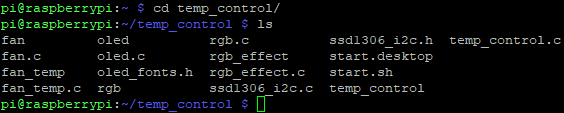 pi@raspberrypi:~ $ cd temp_control/
pi@raspberrypi:~/temp_control $ ls
fan oled rgb.c ssd1306_i2c.h temp_control.c
fan.c oled.c rgb_effect start.desktop
fan_temp oled_fonts.h rgb_effect.c start.sh
fan_temp.c rgb ssd1306_i2c.c temp_control
pi@raspberrypi:~/temp_control $